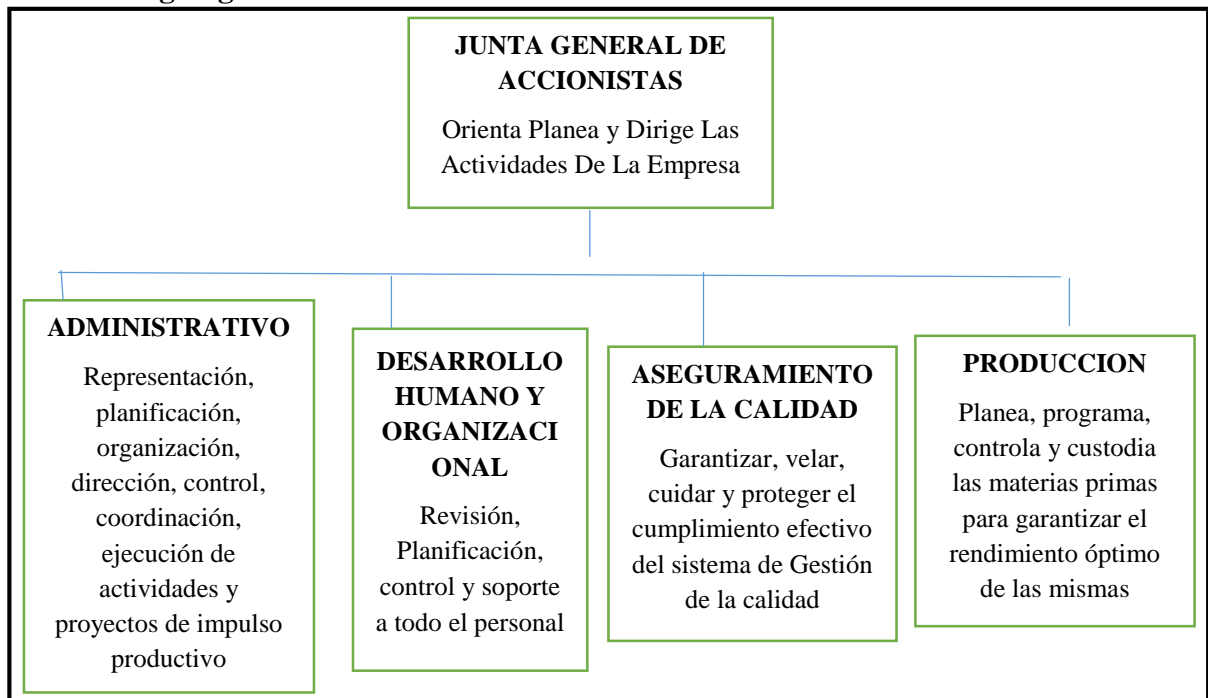 JUNTA GENERAL DE
ACCIONISTAS
Orienta Planea y Dirige Las
Actividades De La Empresa
ADMINISTRATIVO
Representación,
planificación,
organización,
dirección, control,
coordinación,
ejecución de
actividades y
proyectos de impulso
productivo
DESARROLLO
HUMANO Y
ORGANIZACI
ONAL
Revisión,
Planificación,
control y soporte
a todo el personal
ASEGURAMIENTO
DE LA CALIDAD
Garantizar, velar,
cuidar y proteger el
cumplimiento efectivo
del sistema de Gestión
de la calidad
PRODUCCION
Planea, programa,
controla y custodia
las materias primas
para garantizar el
rendimiento óptimo
de las mismas